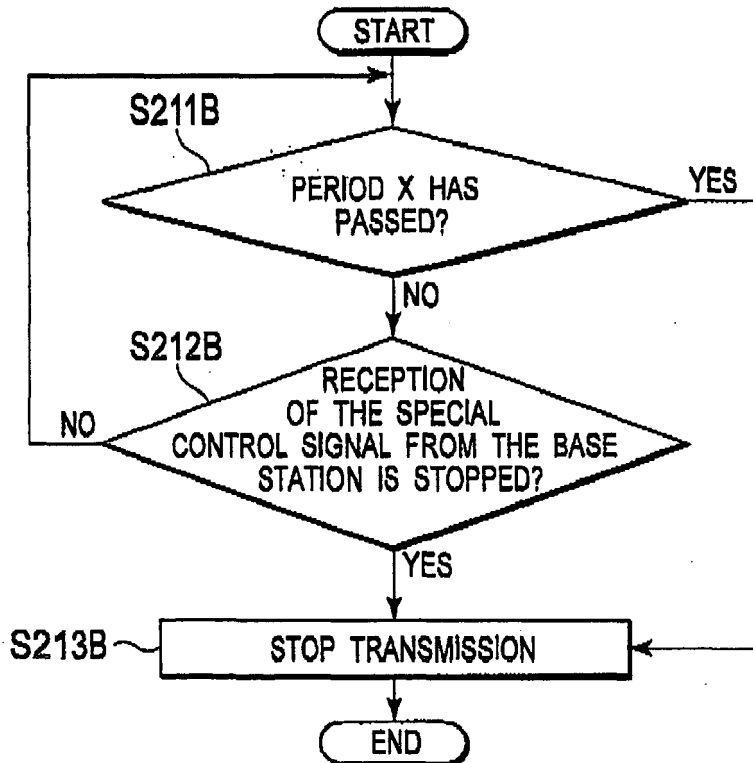 START
S211B
PERIOD X HAS
PASSED?
YES
NO
S212B
RECEPTION
OF THE SPECIAL
CONTROL SIGNAL FROM THE BASE
STATION IS STOPPED?
NO
YES
S213B
STOP TRANSMISSION
END